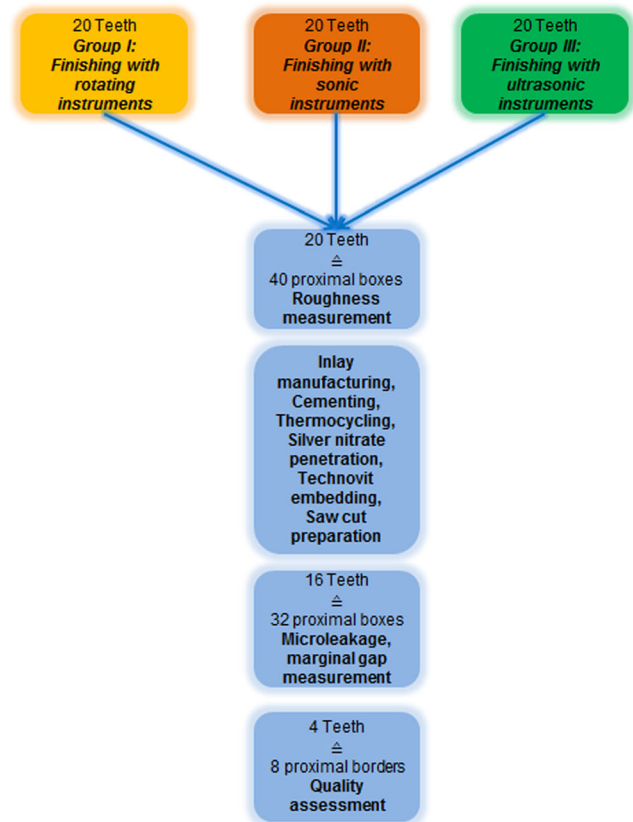 20 Teeth
Group I:
Finishing with
rotating
instruments
20 Teeth
Group II:
Finishing with
sonic
instruments
20 Teeth
Group III:
Finishing with
ultrasonic
instruments
20 Teeth
≙
40 proximal boxes
Roughness
measurement
Inlay
manufacturing,
Cementing,
Thermocycling,
Silver nitrate
penetration,
Technovit
embedding,
Saw cut
preparation
16 Teeth
≙
32 proximal boxes
Microleakage,
marginal gap
measurement
4 Teeth
≙
8 proximal borders
Quality
assessment